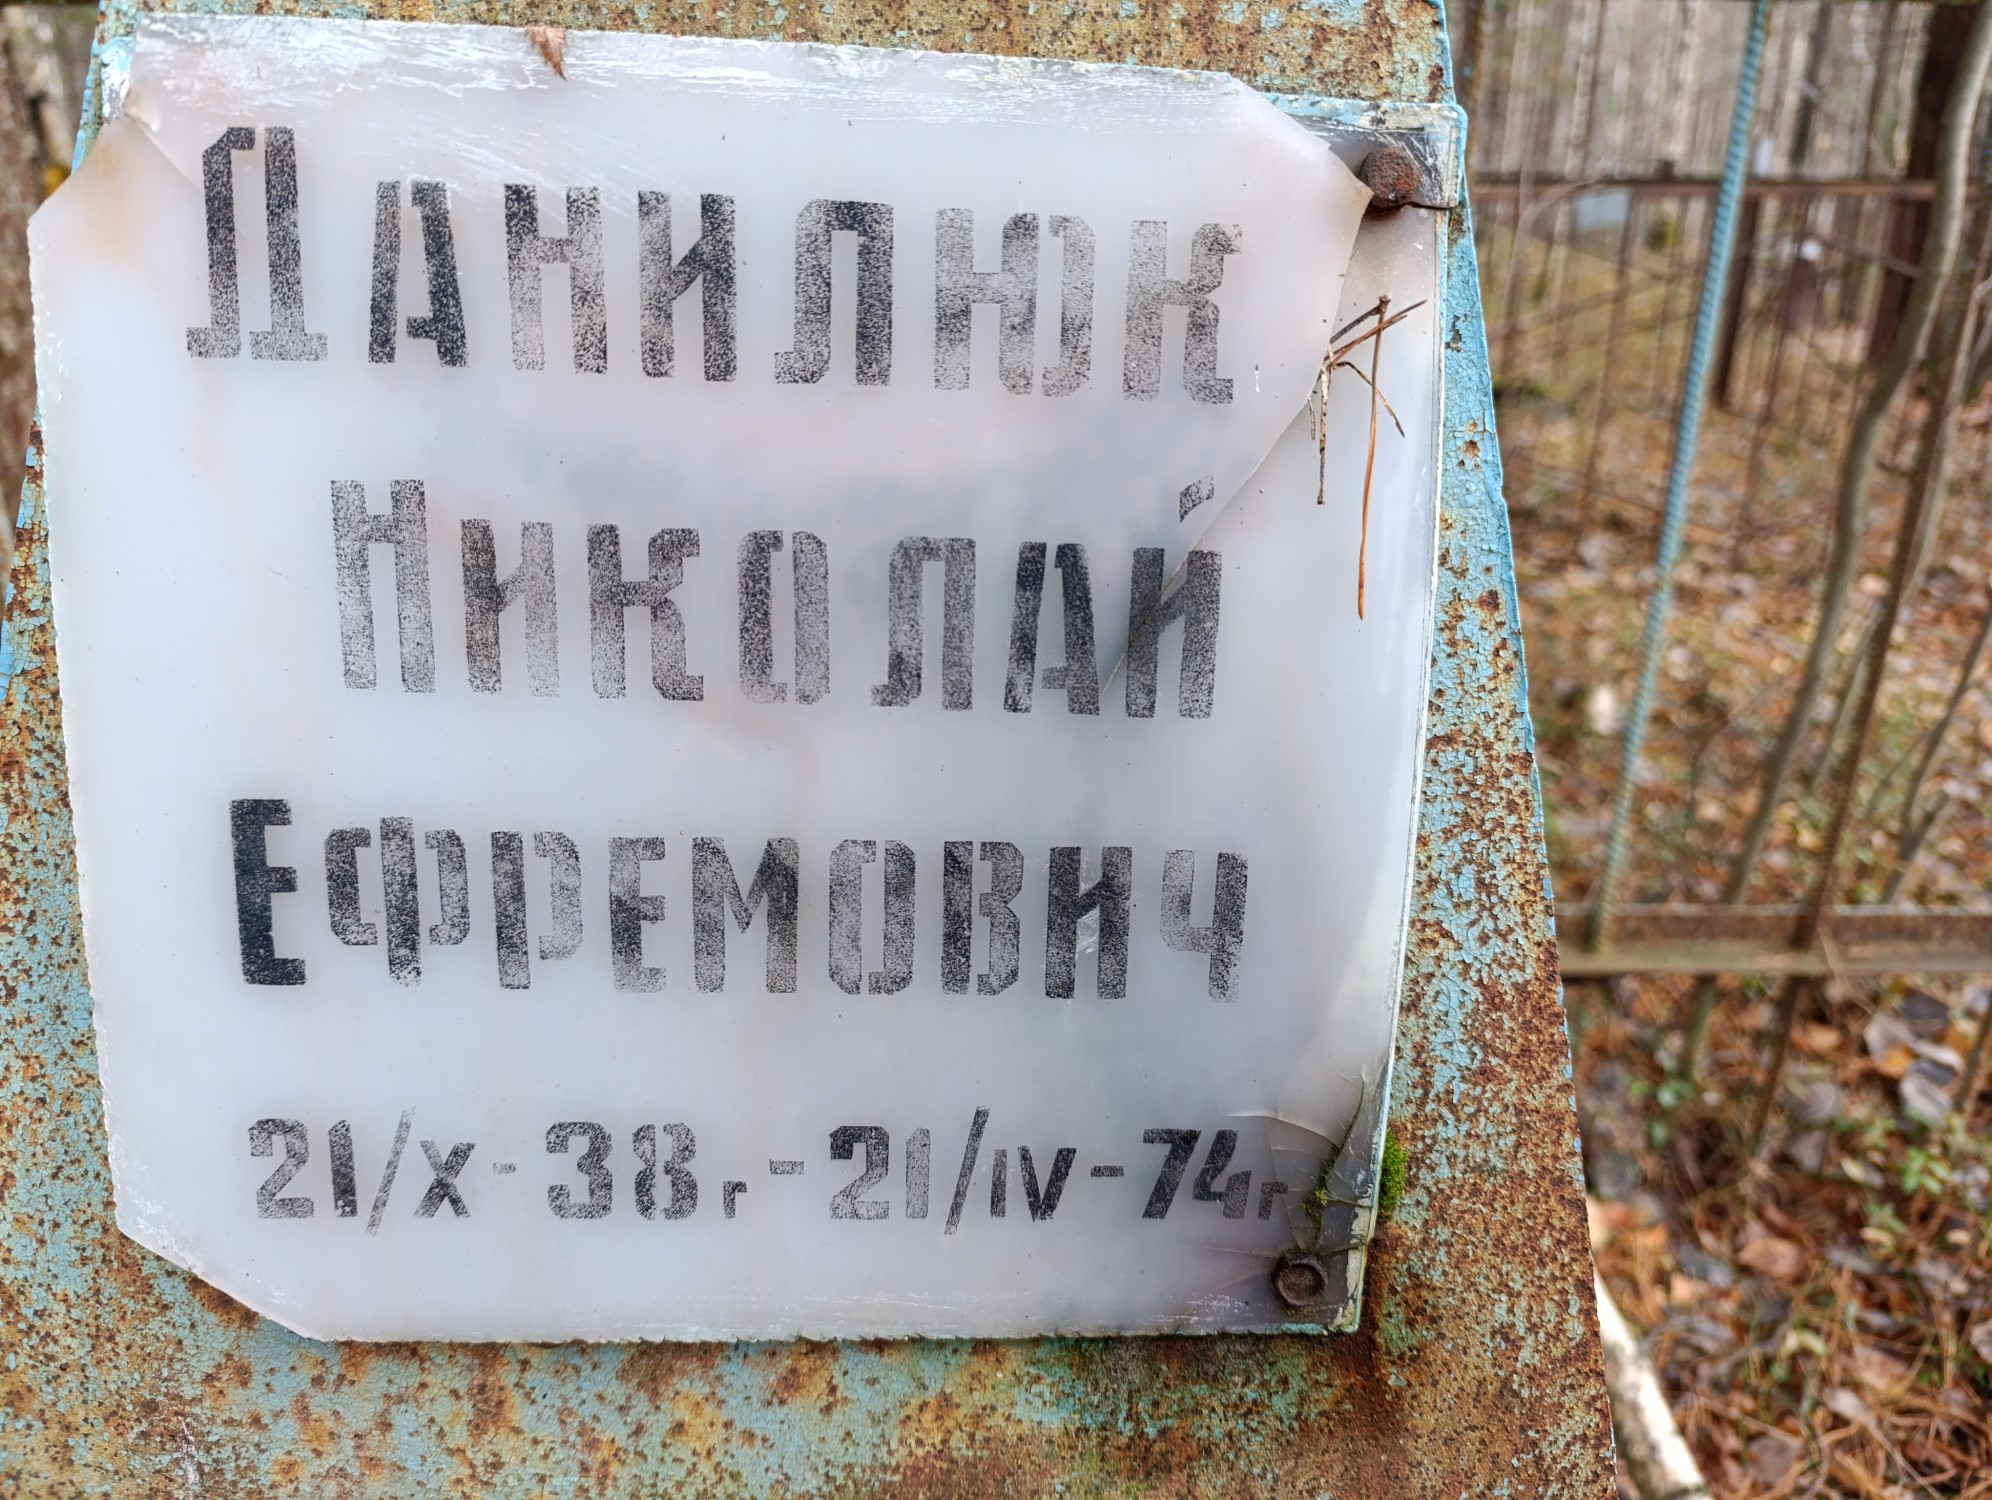 Данилюк
Николай
Ефремович
21/X-38г-21/IV-74г